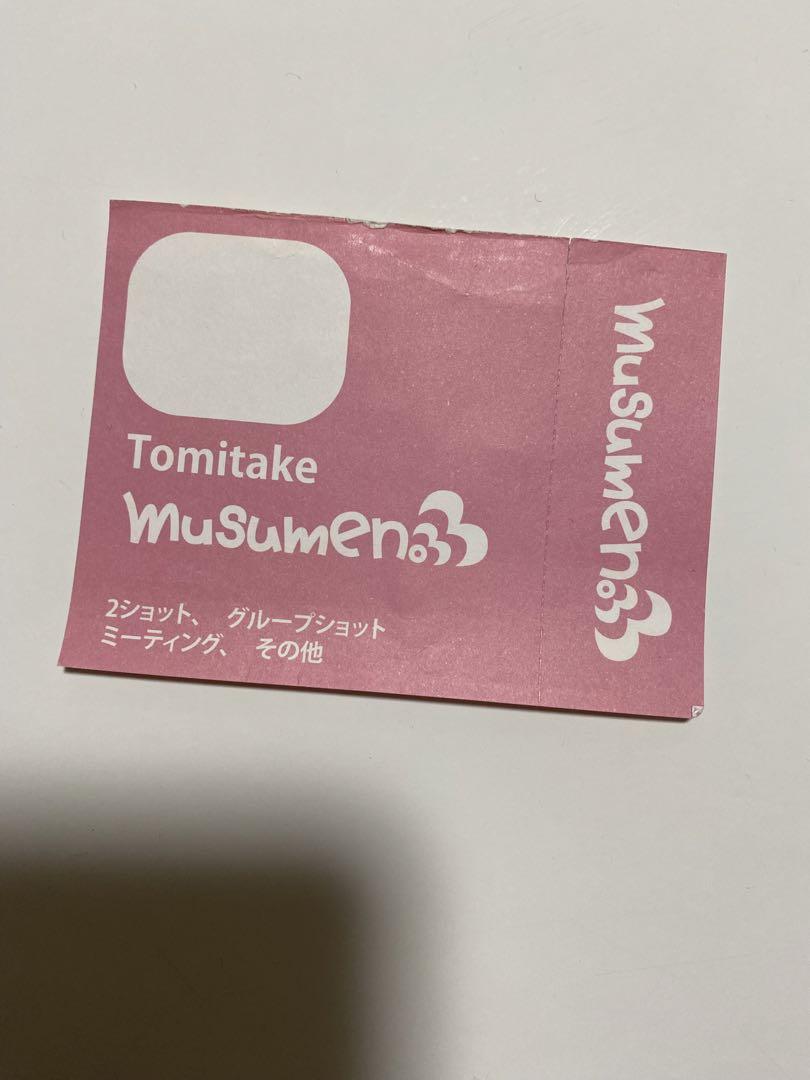 Tomitake
musumen。
2ショット、 グループショット
ミーティング、 その他
musumen。